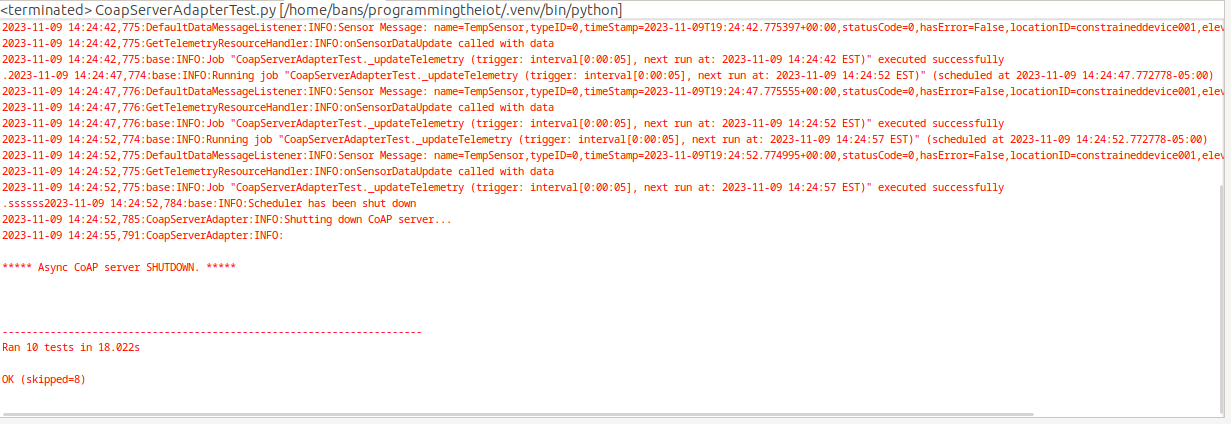 <terminated> CoapServerAdapterTest.py [/home/bans/programmingtheiot/.venv/bin/python]
2023-11-09 14:24:42,775:DefaultDataMessageListener:INFO:Sensor Message: name=TempSensor,typeID=0,timeStamp=2023-11-09T19:24:42.775397+00:00,statusCode=0,hasError=False,locationID=constraineddevice001,elev
2023-11-09 14:24:42,775:GetTelemetryResourceHandler:INFO:onSensorDataUpdate called with data
2023-11-09 14:24:42,775:base:INFO:Job "CoapServerAdapterTest._updateTelemetry (trigger: interval[0:00:05], next run at: 2023-11-09 14:24:42 EST)" executed successfully
.2023-11-09 14:24:47,774:base:INFO:Running job "CoapServerAdapterTest._updateTelemetry (trigger: interval[0:00:05], next run at: 2023-11-09 14:24:52 EST)" (scheduled at 2023-11-09 14:24:47.772778-05:00)
2023-11-09 14:24:47,776:DefaultDataMessageListener:INFO:Sensor Message: name=TempSensor,typeID=0,timeStamp=2023-11-09T19:24:47.775555+00:00,statusCode=0,hasError=False,locationID=constraineddevice001,elev
2023-11-09 14:24:47,776:GetTelemetryResourceHandler:INFO:onSensorDataUpdate called with data
2023-11-09 14:24:47,776:base:INFO:Job "CoapServerAdapterTest._updateTelemetry (trigger: interval[0:00:05], next run at: 2023-11-09 14:24:52 EST)" executed successfully
2023-11-09 14:24:52,774:base:INFO:Running job "CoapServerAdapterTest._updateTelemetry (trigger: interval[0:00:05], next run at: 2023-11-09 14:24:57 EST)" (scheduled at 2023-11-09 14:24:52.772778-05:00)
2023-11-09 14:24:52,775:DefaultDataMessageListener:INFO:Sensor Message: name=TempSensor,typeID=0,timeStamp=2023-11-09T19:24:52.774995+00:00,statusCode=0,hasError=False,locationID=constraineddevice001,elev
2023-11-09 14:24:52,775:GetTelemetryResourceHandler:INFO:onSensorDataUpdate called with data
2023-11-09 14:24:52,775:base:INFO:Job "CoapServerAdapterTest._updateTelemetry (trigger: interval[0:00:05], next run at: 2023-11-09 14:24:57 EST)" executed successfully
.ssssss2023-11-09 14:24:52,784:base:INFO:Scheduler has been shut down
2023-11-09 14:24:52,785:CoapServerAdapter:INFO:Shutting down CoAP server...
2023-11-09 14:24:55,791:CoapServerAdapter:INFO:
***** Async CoAP server SHUTDOWN. *****
----------------------------------------------------------------------
Ran 10 tests in 18.022s
OK (skipped=8)